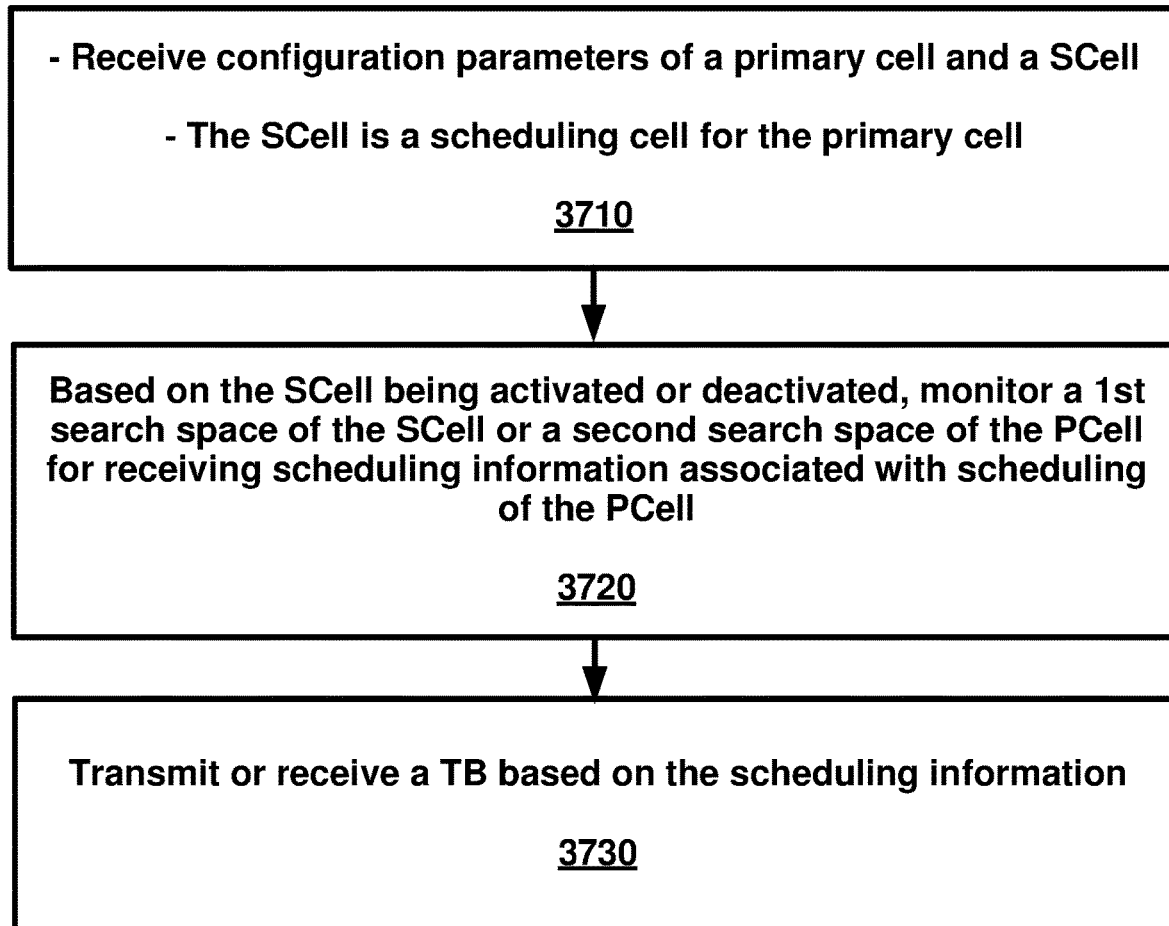 - Receive configuration parameters of a primary cell and a SCell
- The SCell is a scheduling cell for the primary cell
3710
Based on the SCell being activated or deactivated, monitor a 1st
search space of the SCell or a second search space of the PCell
for receiving scheduling information associated with scheduling
of the PCell
3720
Transmit or receive a TB based on the scheduling information
3730